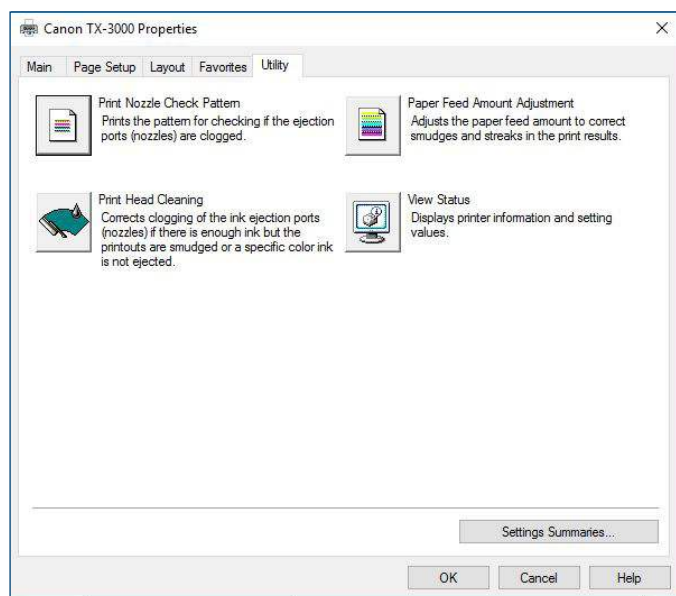 Canon TX-3000 Properties
Main Page Setup Layout Favorites Utility
Print Nozzle Check Pattern
Prints the pattern for checking if the ejection
ports (nozzles) are clogged.
Paper Feed Amount Adjustment
Adjusts the paper feed amount to correct
smudges and streaks in the print results.
Print Head Cleaning
Corrects clogging of the ink ejection ports
(nozzles) if there is enough ink but the
printouts are smudged or a specific color ink
is not ejected.
View Status
Displays printer information and setting
values.
Settings Summaries...
OK Cancel Help